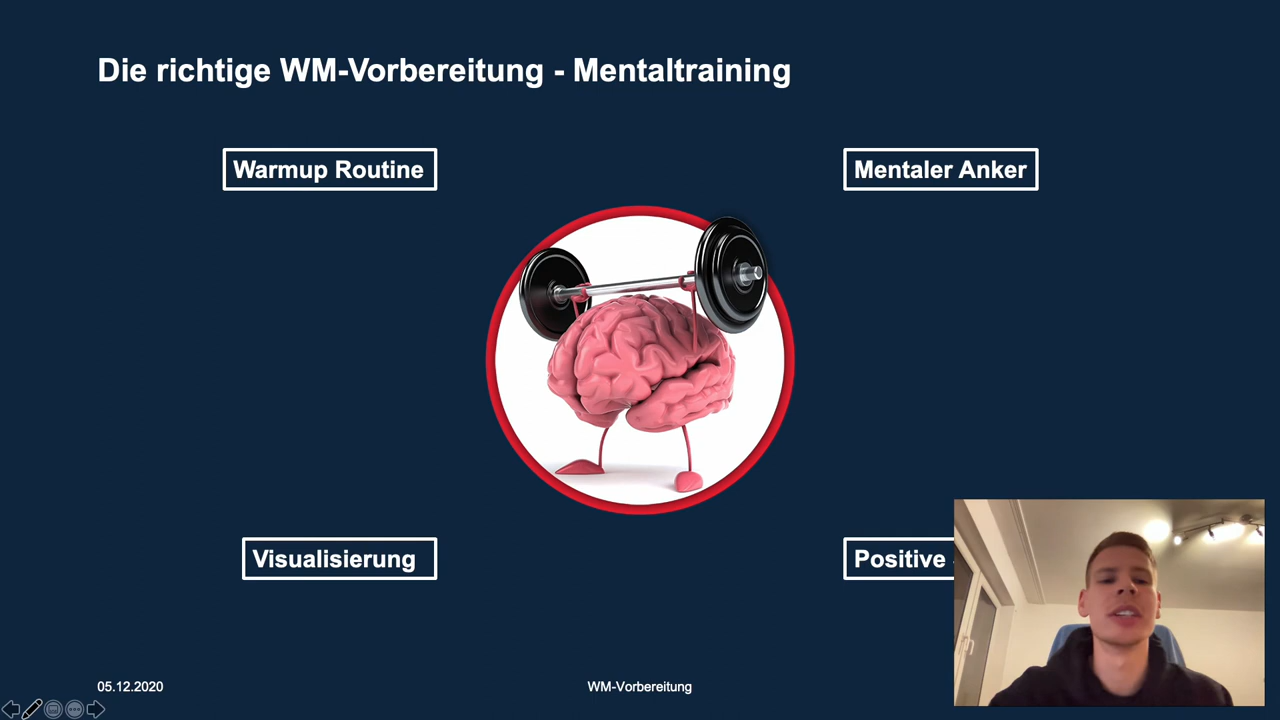 Die richtige WM-Vorbereitung - Mentaltraining
Warmup Routine
Mentaler Anker
Visualisierung
Positive
05.12.2020
WM-Vorbereitung